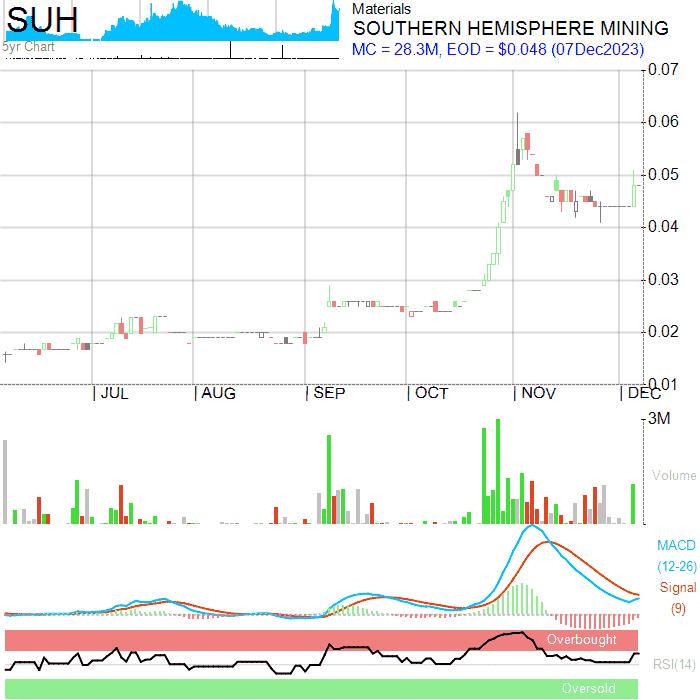 SUH
Materials
SOUTHERN HEMISPHERE MINING
MC = 28.3M, EOD = $0.048 (07Dec2023)
5yr Chart
0.07
0.06
0.05
0.04
0.03
0.02
0.01
JUL
AUG
SEP
OCT
NOV
DEC
3M
Volume
MACD
(12-26)
Signal
(9)
Overbought
RSI(14)
Oversold